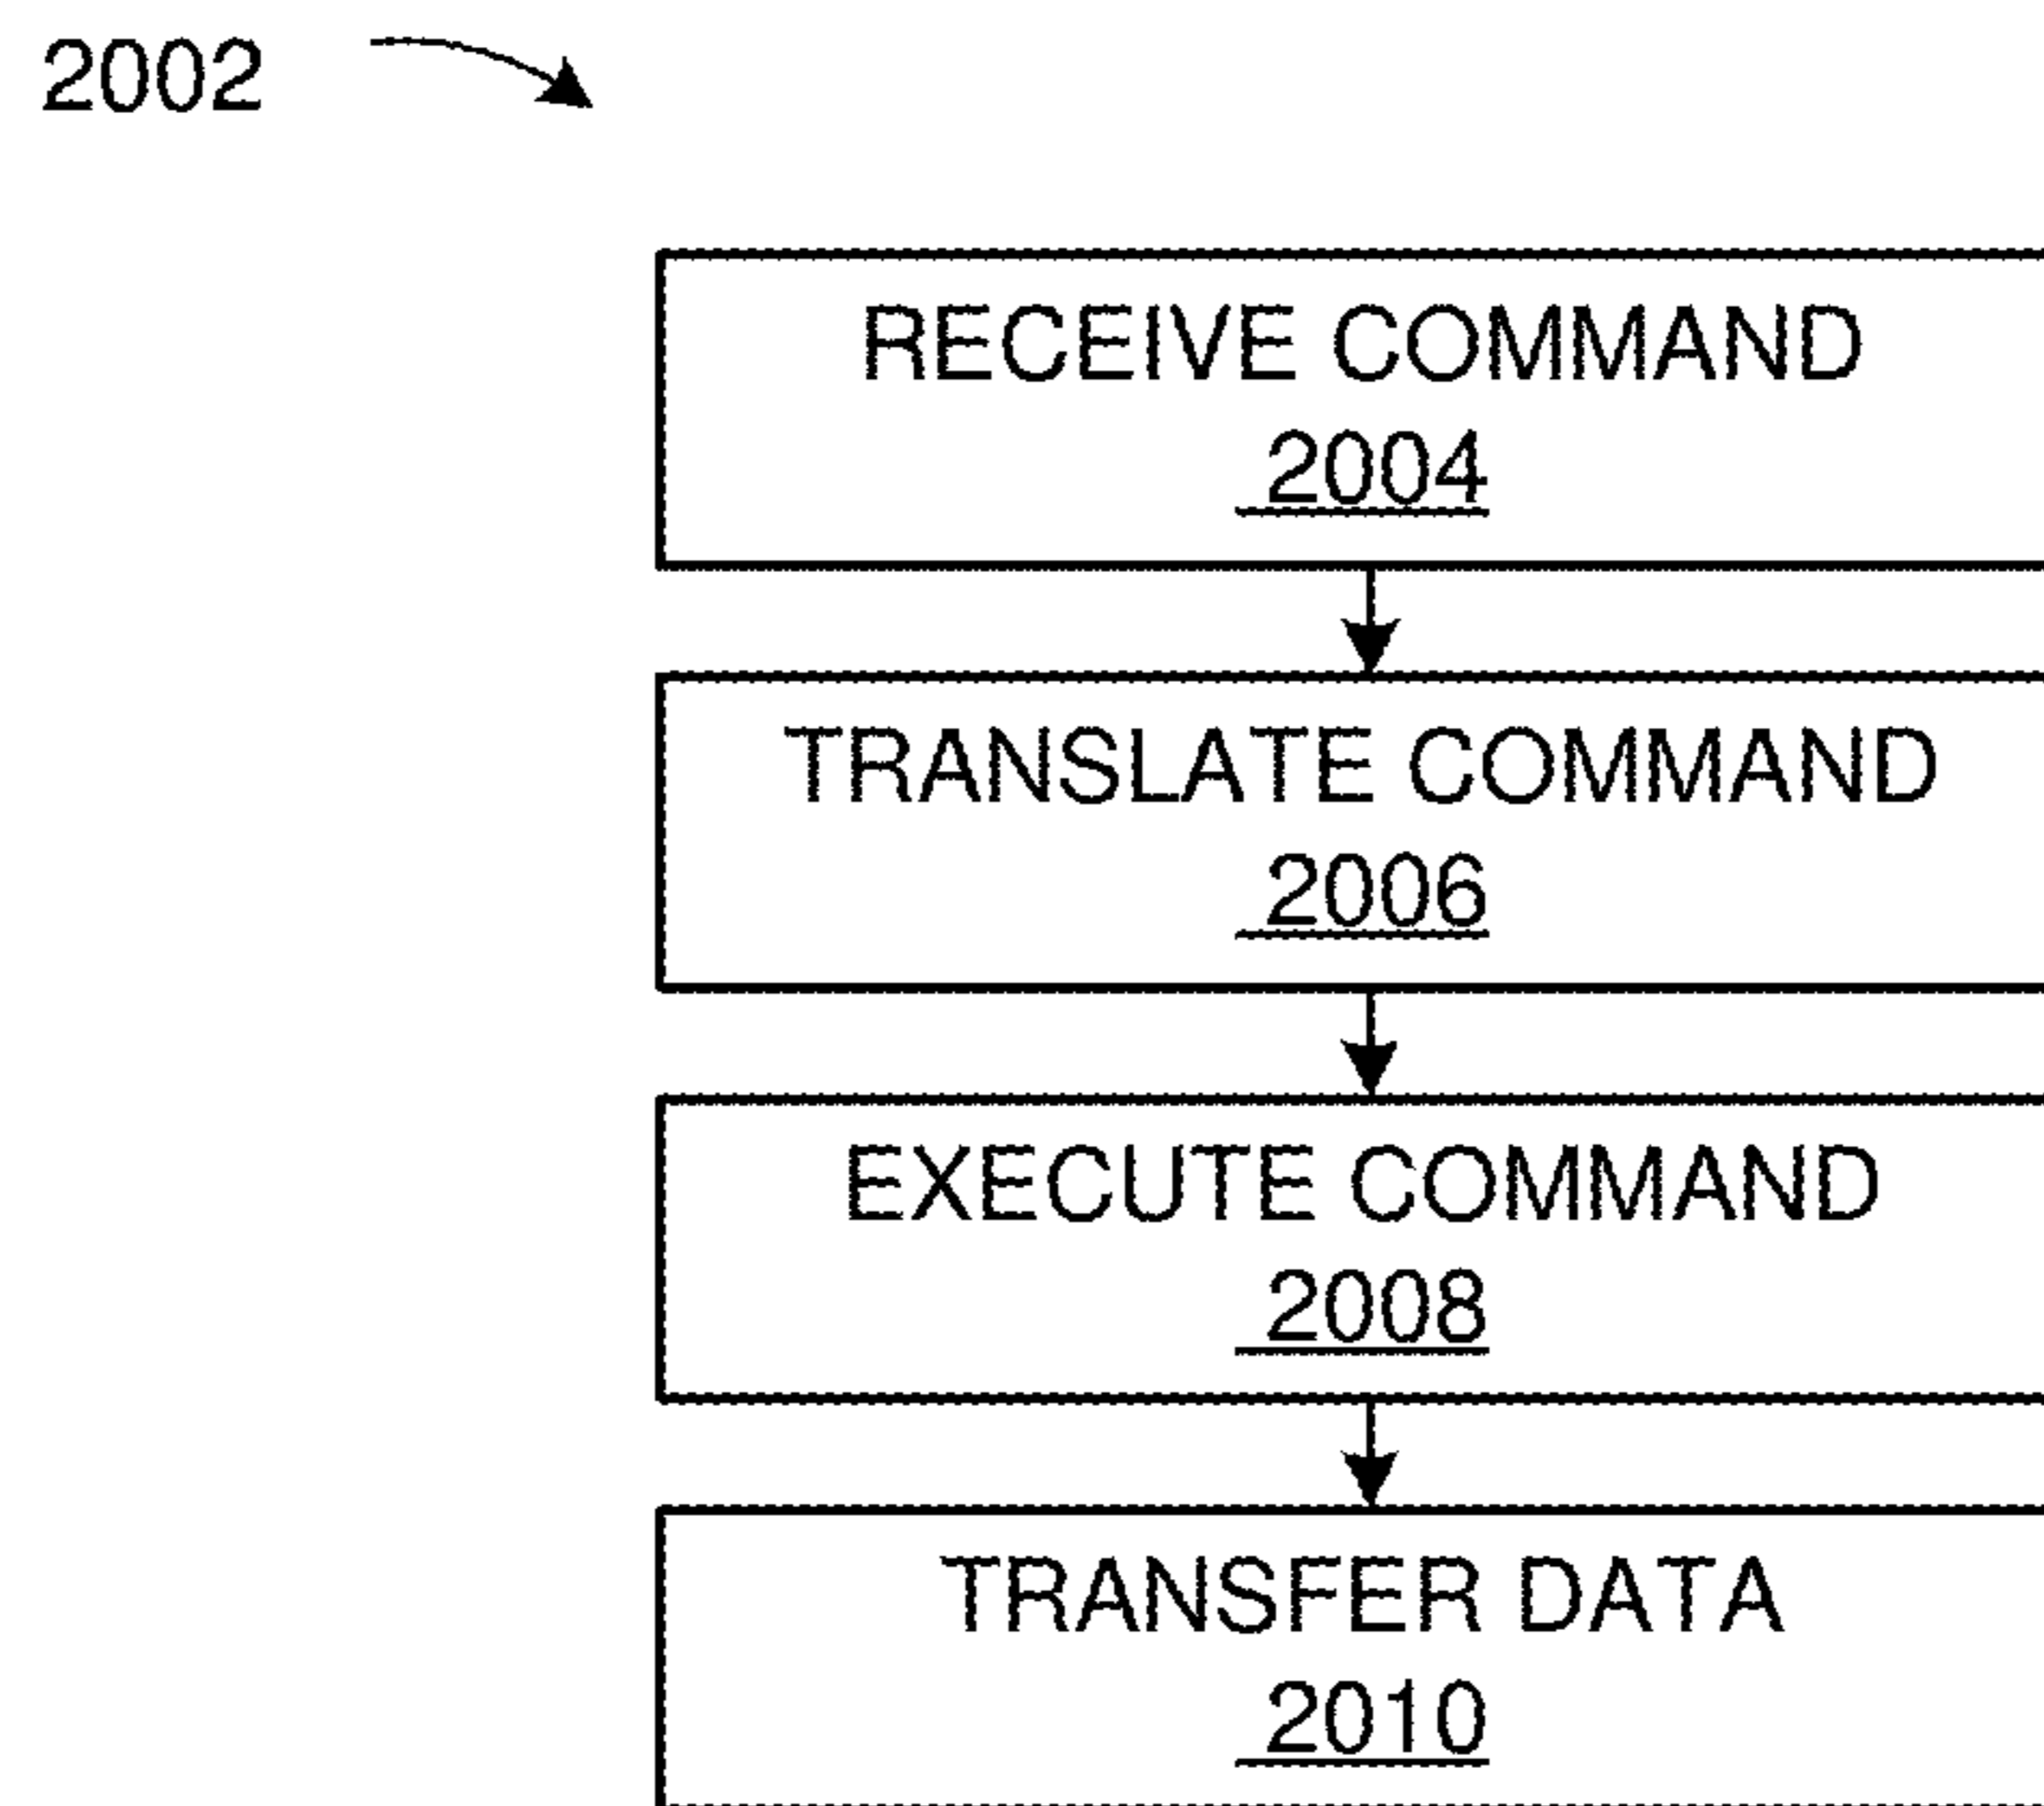 2002
RECEIVE COMMAND
2004
TRANSLATE COMMAND
2006
EXECUTE COMMAND
2008
TRANSFER DATA
2010